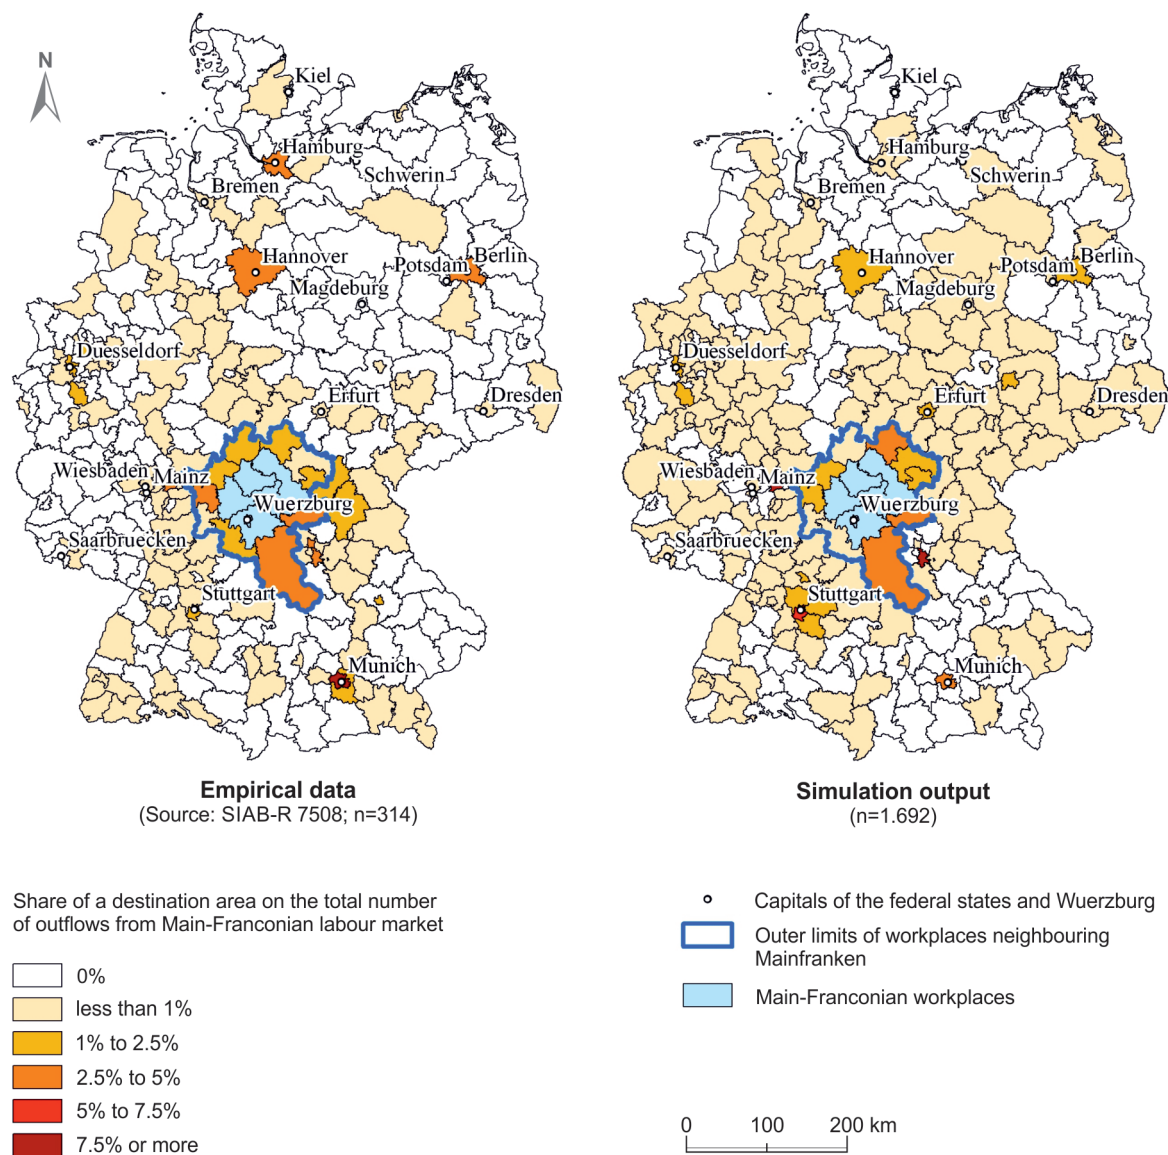 N
Kiel
Hamburg
Schwerin
Bremen
Hannover
Berlin
Potsdam
Magdeburg
Duesseldorf
Erfurt
Dresden
Wiesbaden
Mainz
Wuerzburg
Saarbruecken
Stuttgart
Munich
Kiel
Hamburg
Schwerin
Bremen
Hannover
Berlin
Potsdam
Magdeburg
Duesseldorf
Erfurt
Dresden
Wiesbaden
Mainz
Wuerzburg
Saarbruecken
Stuttgart
Munich
Empirical data
(Source: SIAB-R 7508; n=314)
Simulation output
(n=1.692)
Share of a destination area on the total number
of outflows from Main-Franconian labour market
0%
less than 1%
1% to 2.5%
2.5% to 5%
5% to 7.5%
7.5% or more
Capitals of the federal states and Wuerzburg
Outer limits of workplaces neighbouring
Mainfranken
Main-Franconian workplaces
0 100 200 km